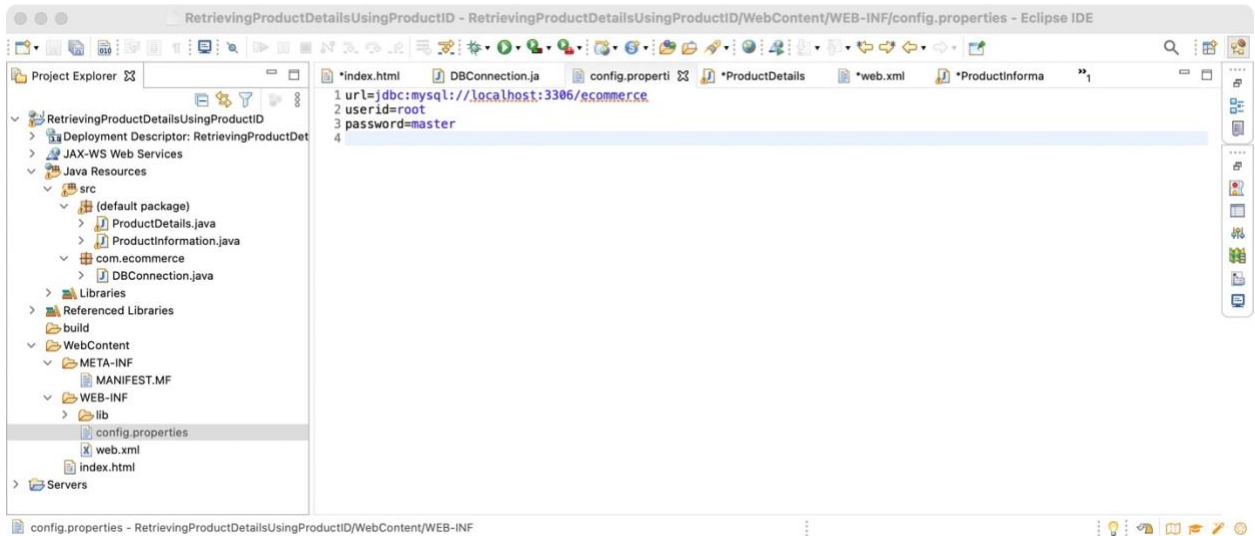 RetrievingProductDetailsUsingProductID - RetrievingProductDetailsUsingProductID/WebContent/WEB-INF/config.properties - Eclipse IDE
Project Explorer
*index.html
DBConnection.ja
config.properti
*ProductDetails
*web.xml
*ProductInforma
»1
RetrievingProductDetailsUsingProductID
Deployment Descriptor: RetrievingProductDet
JAX-WS Web Services
Java Resources
src
(default package)
ProductDetails.java
ProductInformation.java
com.ecommerce
DBConnection.java
Libraries
Referenced Libraries
build
WebContent
META-INF
MANIFEST.MF
WEB-INF
lib
config.properties
web.xml
index.html
Servers
1 url=jdbc:mysql://localhost:3306/ecommerce
2 userid=root
3 password=master
4
config.properties - RetrievingProductDetailsUsingProductID/WebContent/WEB-INF